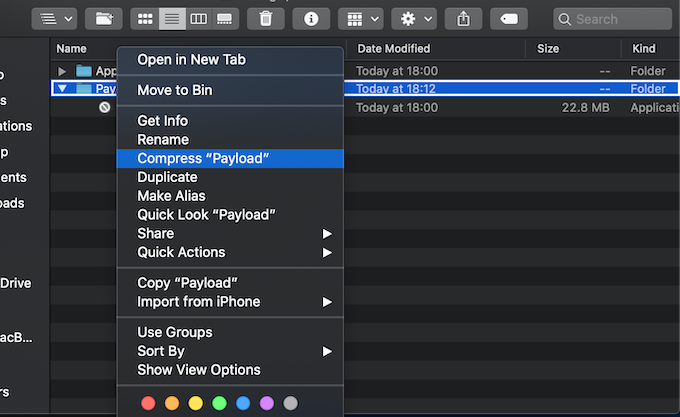 Search
Name
Date Modified
Size
Kind
App
Today at 18:00
--
Folder
Pay
Today at 18:12
--
Folder
Today at 18:00
22.8 MB
Applicatio
Open in New Tab
Move to Bin
Get Info
Rename
Compress “Payload”
Duplicate
Make Alias
Quick Look “Payload”
Share
Quick Actions
Copy “Payload”
Import from iPhone
Use Groups
Sort By
Show View Options
p
s
ations
p
ents
oads
Drive
acB...
rs